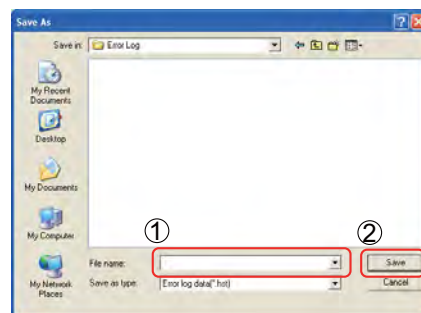 Save As
Save in: Error Log
My Recent
Documents
Desktop
My Documents
My Computer
My Network
Places
① ②
File name: Save
Save as type: Error log data(*.hst) Cancel